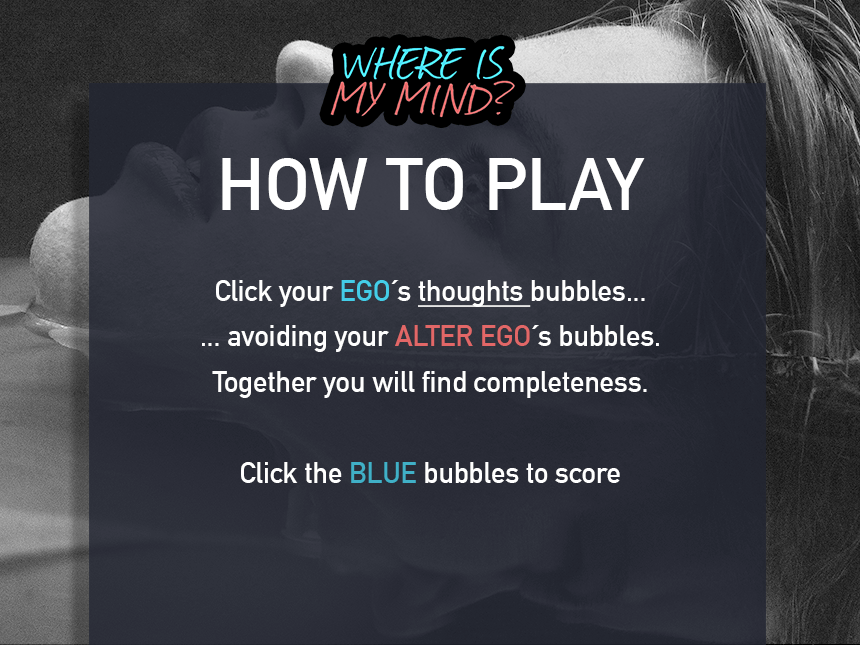 WHERE IS
MY MIND?
HOW TO PLAY
Click your EGO´s thoughts bubbles...
... avoiding your ALTER EGO´s bubbles.
Together you will find completeness.
Click the BLUE bubbles to score